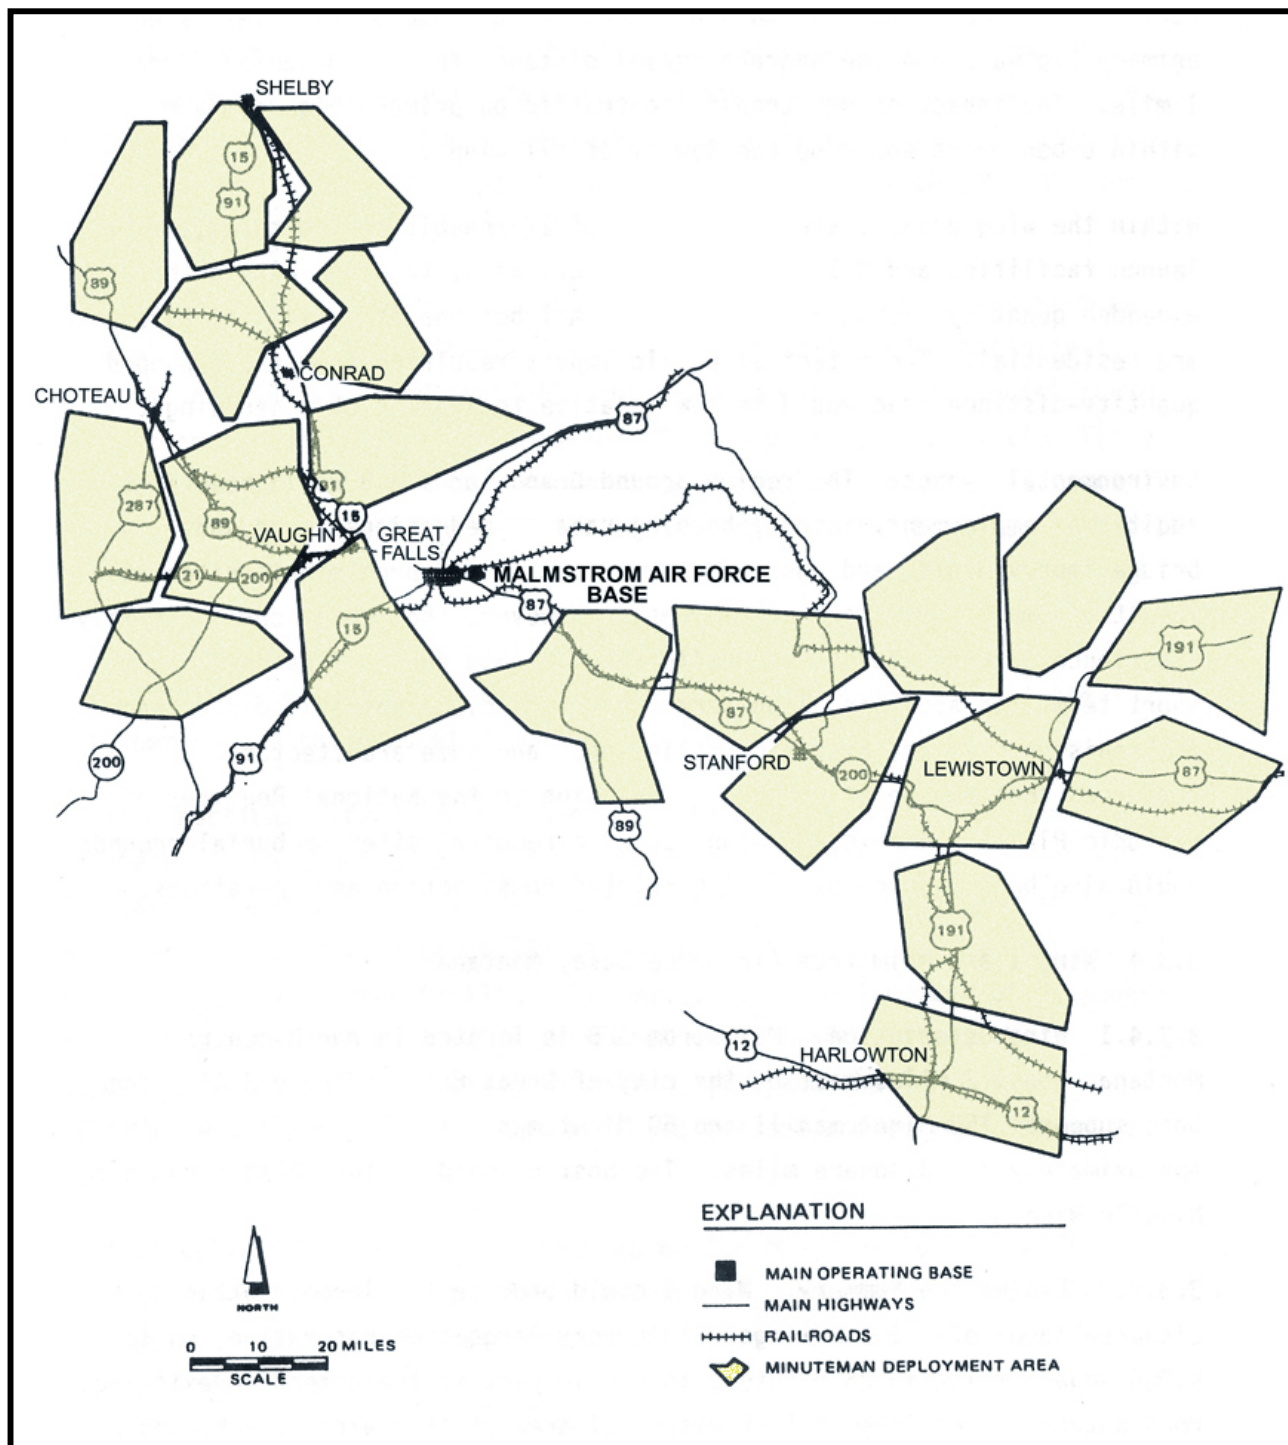 SHELBY
15
91
89
CONRAD
CHOTEAU
87
287
91
15
89
VAUGHN
GREAT
FALLS
21
200
MALMSTROM AIR FORCE
BASE
87
15
191
87
STANFORD
200
LEWISTOWN
87
200
91
89
191
12
HARLOWTON
12
EXPLANATION
MAIN OPERATING BASE
MAIN HIGHWAYS
RAILROADS
MINUTEMAN DEPLOYMENT AREA
NORTH
0 10 20 MILES
SCALE